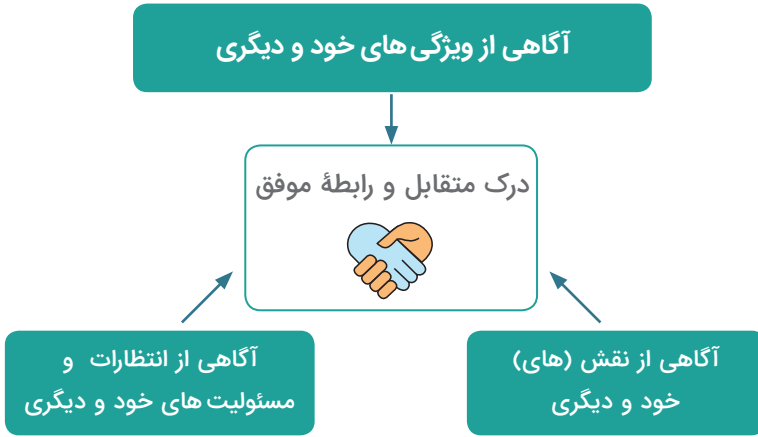 آگاهی از ویژگی‌های خود و دیگری
درک متقابل و رابطهٔ موفق
آگاهی از نقش (های)
خود و دیگری
آگاهی از انتظارات و
مسئولیت‌های خود و دیگری